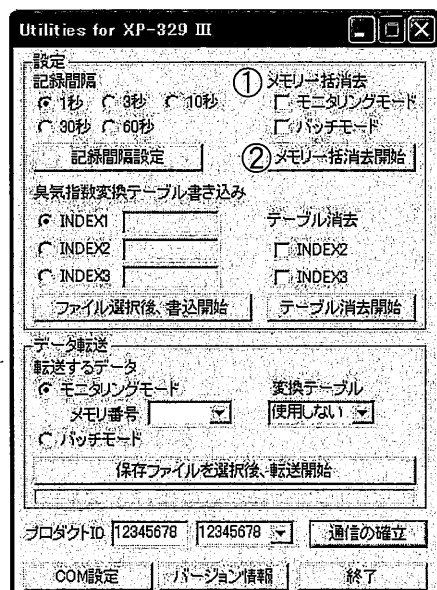 Utilities for XP-329 Ⅲ
設定
記録間隔
1秒 3秒 10秒
30秒 60秒
記録間隔設定
① メモリ一括消去
モニタリングモード
バッチモード
② メモリ一括消去開始
臭気指数変換テーブル書き込み
INDEX1
INDEX2
INDEX3
ファイル選択後、書込開始
テーブル消去
INDEX2
INDEX3
テーブル消去開始
データ転送
転送するデータ
モニタリングモード
メモリ番号
バッチモード
変換テーブル
使用しない
保存ファイルを選択後、転送開始
プロダクトID 12345678 12345678 通信の確立
COM設定 バージョン情報 終了